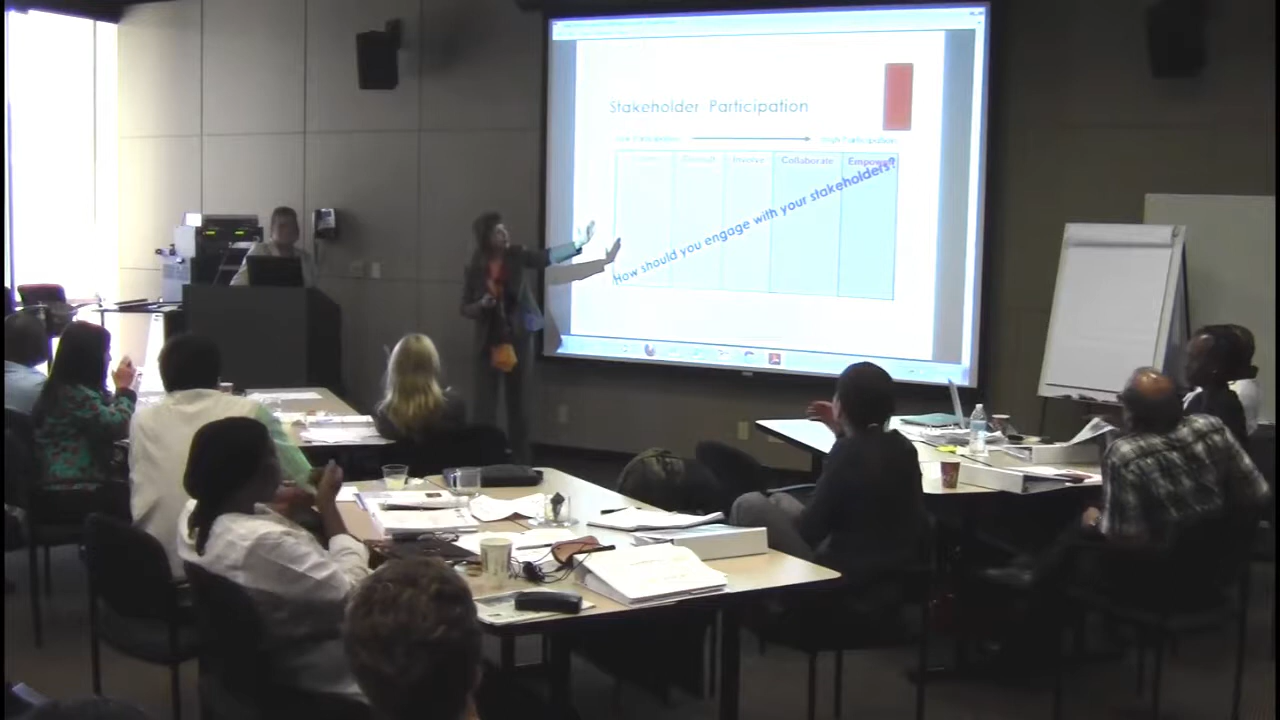 Stakeholder Participation
High Participation
Involve Collaborate Empower
How should you engage with your stakeholders?